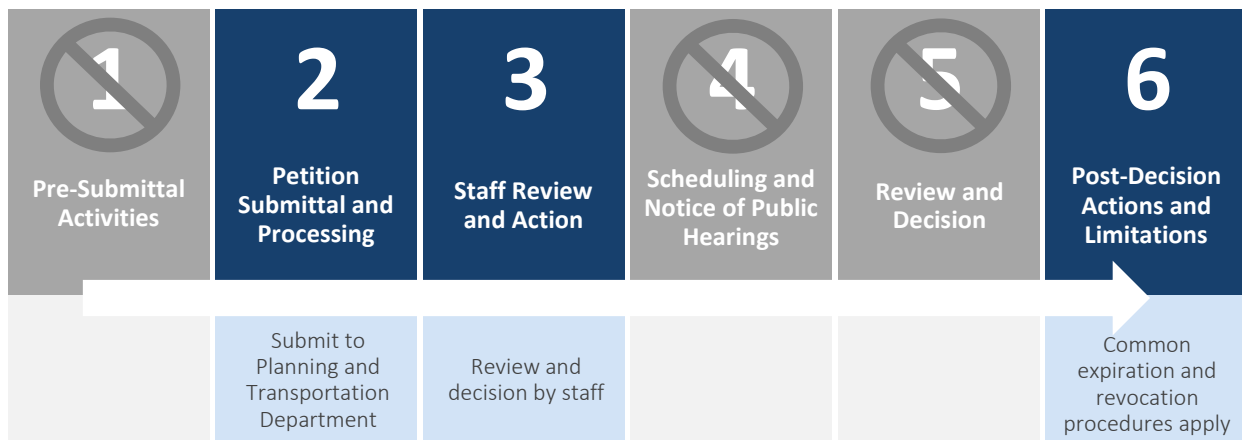 1
Pre-Submittal
Activities
2
Petition
Submittal and
Processing
3
Staff Review
and Action
4
Scheduling and
Notice of Public
Hearings
5
Review and
Decision
6
Post-Decision
Actions and
Limitations
Submit to
Planning and
Transportation
Department
Review and
decision by staff
Common
expiration and
revocation
procedures apply